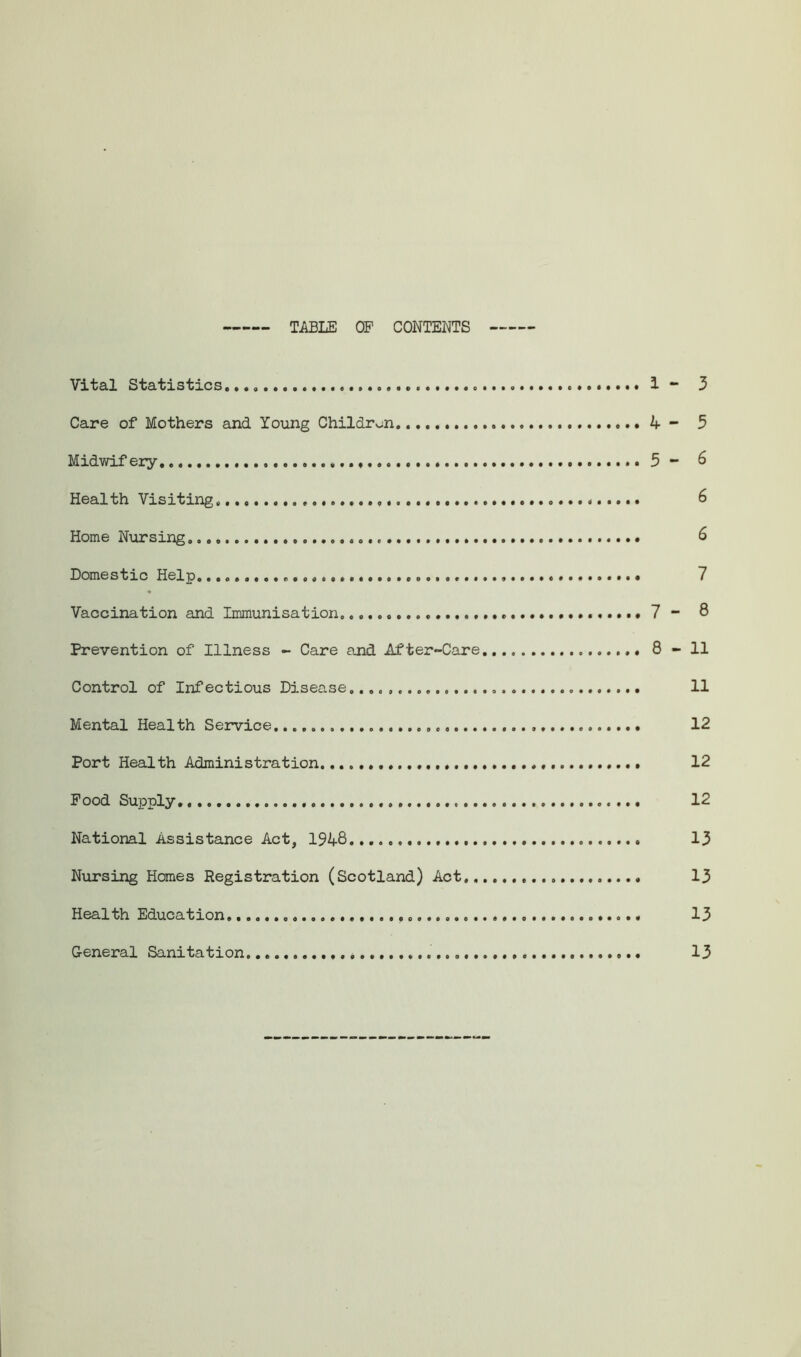 ----- TABLE OF CONTENTS -----
Vital Statistics............................................. 1 - 3
Care of Mothers and Young Children.......................... 4 - 5
Midwifery.................................................... 5 - 6
Health Visiting.............................................. 6
Home Nursing................................................. 6
Domestic Help................................................ 7
Vaccination and Immunisation................................ 7 - 8
Prevention of Illness - Care and After-Care................. 8 - 11
Control of Infectious Disease............................... 11
Mental Health Service........................................ 12
Port Health Administration.................................. 12
Food Supply.................................................. 12
National Assistance Act, 1948............................... 13
Nursing Homes Registration (Scotland) Act................... 13
Health Education............................................. 13
General Sanitation........................................... 13